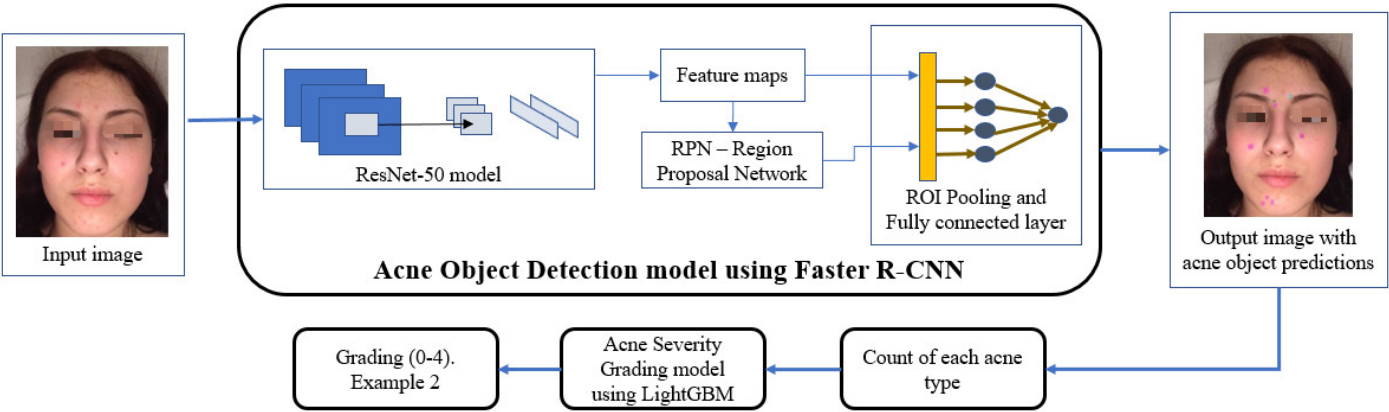 Input image
ResNet-50 model
Feature maps
RPN – Region
Proposal Network
ROI Pooling and
Fully connected layer
Acne Object Detection model using Faster R-CNN
Output image with
acne object predictions
Count of each acne
type
Acne Severity
Grading model
using LightGBM
Grading (0-4).
Example 2